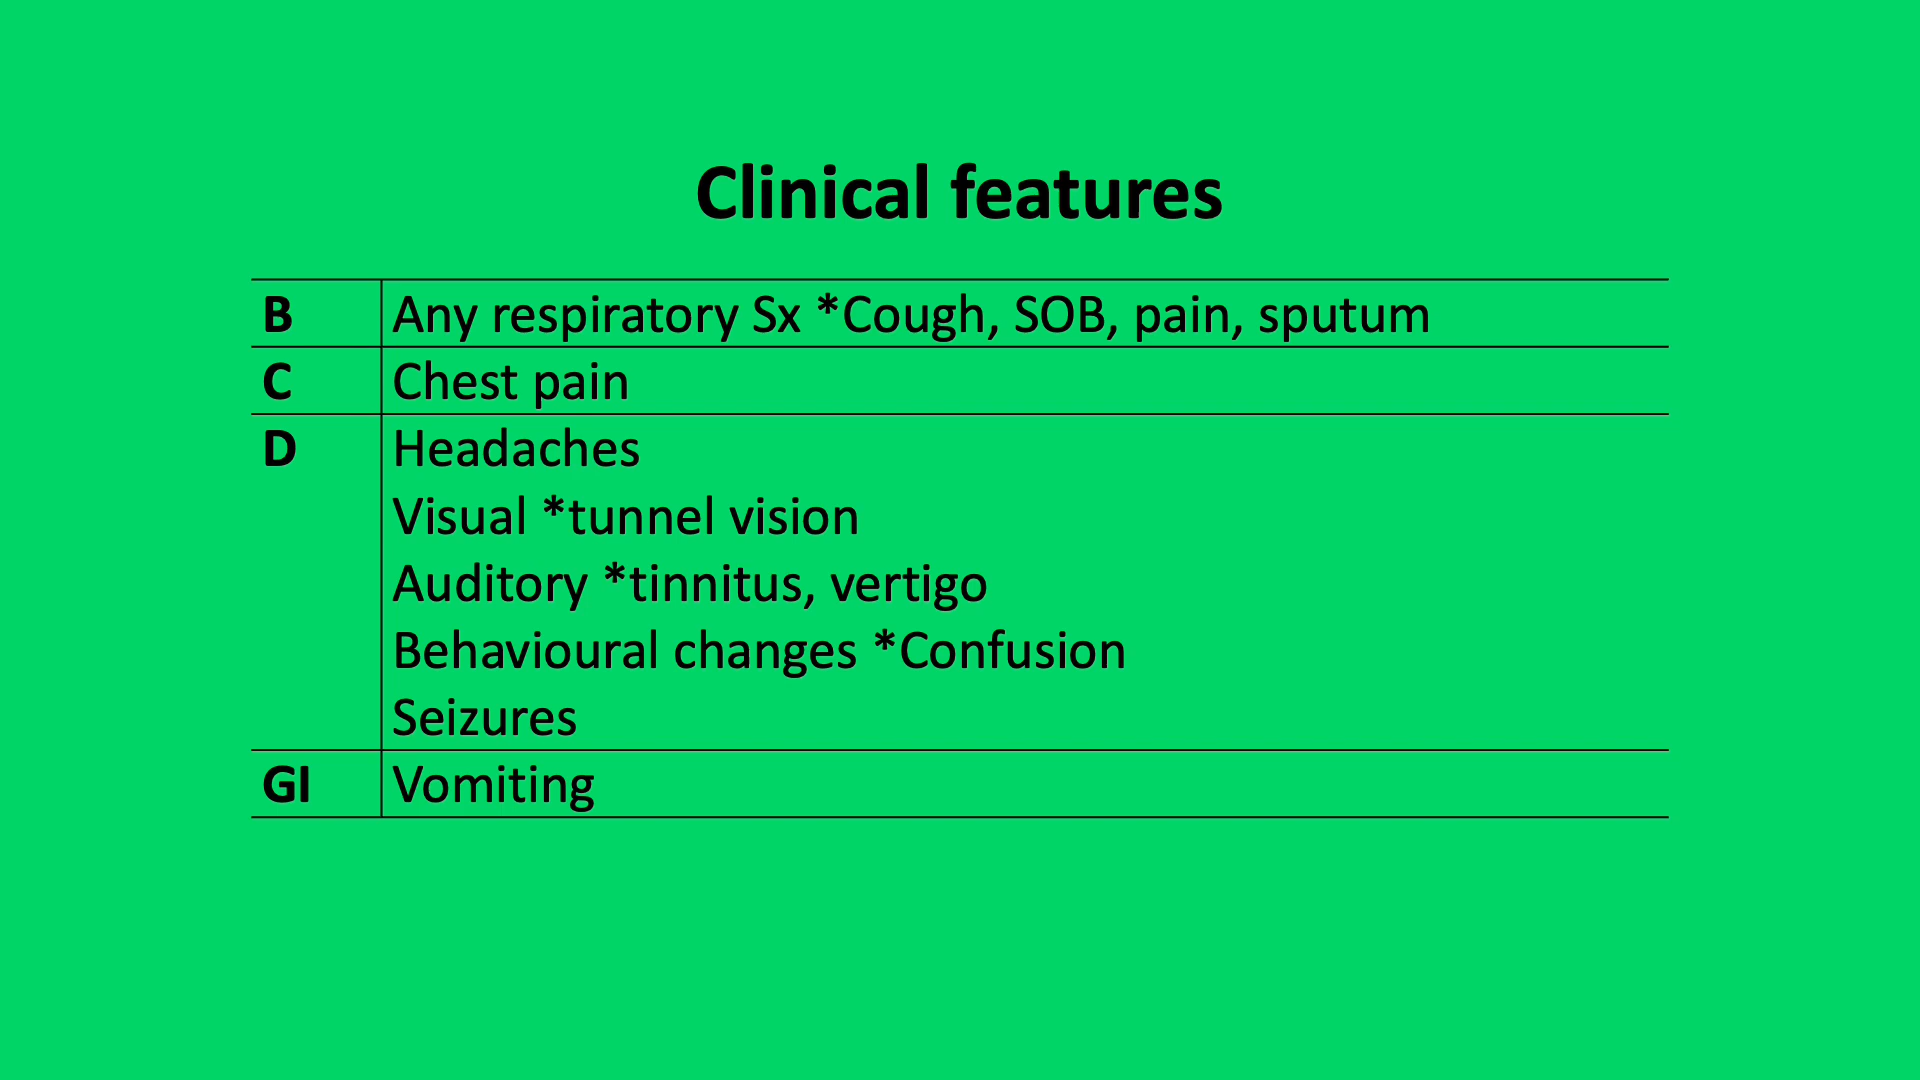 Clinical features
B Any respiratory Sx *Cough, SOB, pain, sputum
C Chest pain
D Headaches
Visual *tunnel vision
Auditory *tinnitus, vertigo
Behavioural changes *Confusion
Seizures
GI Vomiting